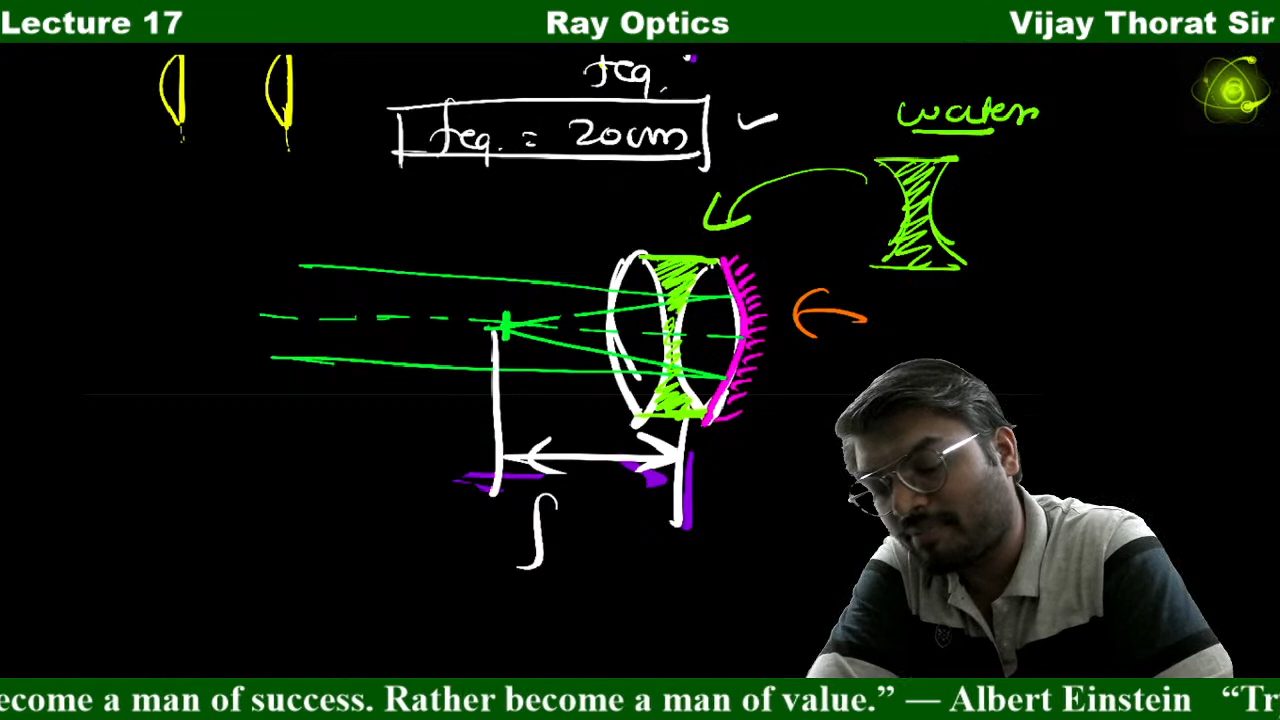 Lecture 17
Ray Optics
Vijay Thorat Sir
feq.
feq. = 20cm
water
f
ecome a man of success. Rather become a man of value.” — Albert Einstein “Tr